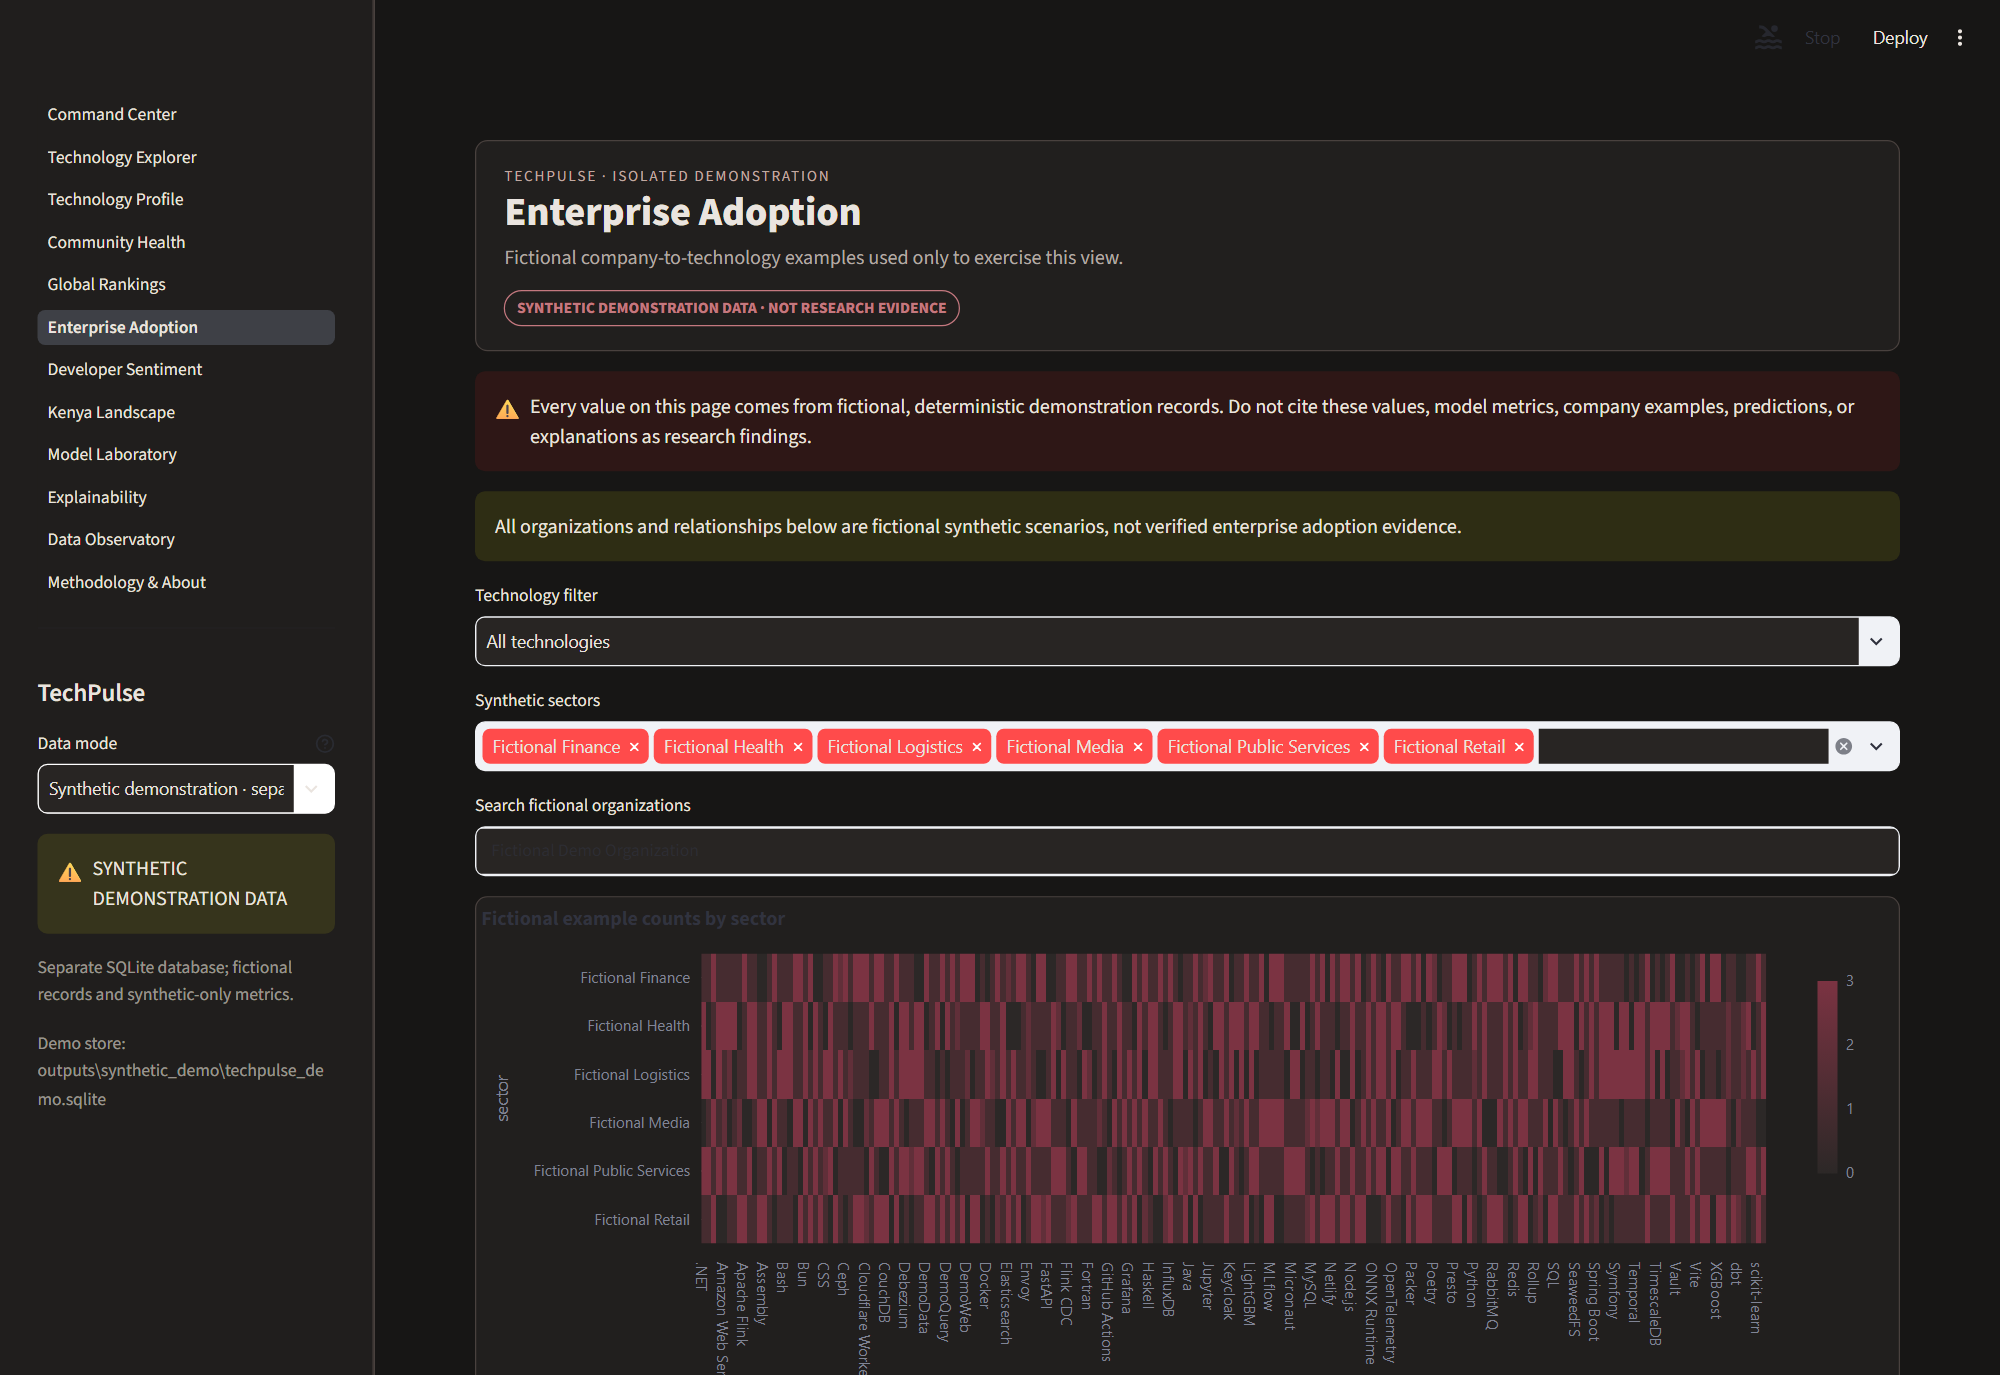 Stop
Deploy
Command Center
Technology Explorer
Technology Profile
Community Health
Global Rankings
Enterprise Adoption
Developer Sentiment
Kenya Landscape
Model Laboratory
Explainability
Data Observatory
Methodology & About
TechPulse
Data mode
Synthetic demonstration · sepa
SYNTHETIC
DEMONSTRATION DATA
Separate SQLite database; fictional
records and synthetic-only metrics.
Demo store:
outputs\synthetic_demo\techpulse_de
mo.sqlite
TECHPULSE · ISOLATED DEMONSTRATION
Enterprise Adoption
Fictional company-to-technology examples used only to exercise this view.
SYNTHETIC DEMONSTRATION DATA · NOT RESEARCH EVIDENCE
Every value on this page comes from fictional, deterministic demonstration records. Do not cite these values, model metrics, company examples, predictions, or
explanations as research findings.
All organizations and relationships below are fictional synthetic scenarios, not verified enterprise adoption evidence.
Technology filter
All technologies
Synthetic sectors
Fictional Finance
Fictional Health
Fictional Logistics
Fictional Media
Fictional Public Services
Fictional Retail
Search fictional organizations
Fictional Demo Organization
Fictional example counts by sector
sector
Fictional Finance
Fictional Health
Fictional Logistics
Fictional Media
Fictional Public Services
Fictional Retail
3
2
1
0
.NET
Amazon Web Ser
Apache Flink
Assembly
Bash
Bun
CSS
Ceph
Cloudflare Worke
CouchDB
Debezium
DemoData
DemoQuery
DemoWeb
Docker
Elasticsearch
Envoy
FastAPI
Flink CDC
Fortran
GitHub Actions
Grafana
Haskell
InfluxDB
Java
Jupyter
Keycloak
LightGBM
MLflow
Micronaut
MySQL
Netlify
Node.js
ONNX Runtime
OpenTelemetry
Packer
Poetry
Presto
Python
RabbitMQ
Redis
Rollup
SQL
SeaweedFS
Spring Boot
Symfony
Temporal
TimescaleDB
Vault
Vite
XGBoost
dbt
scikit-learn